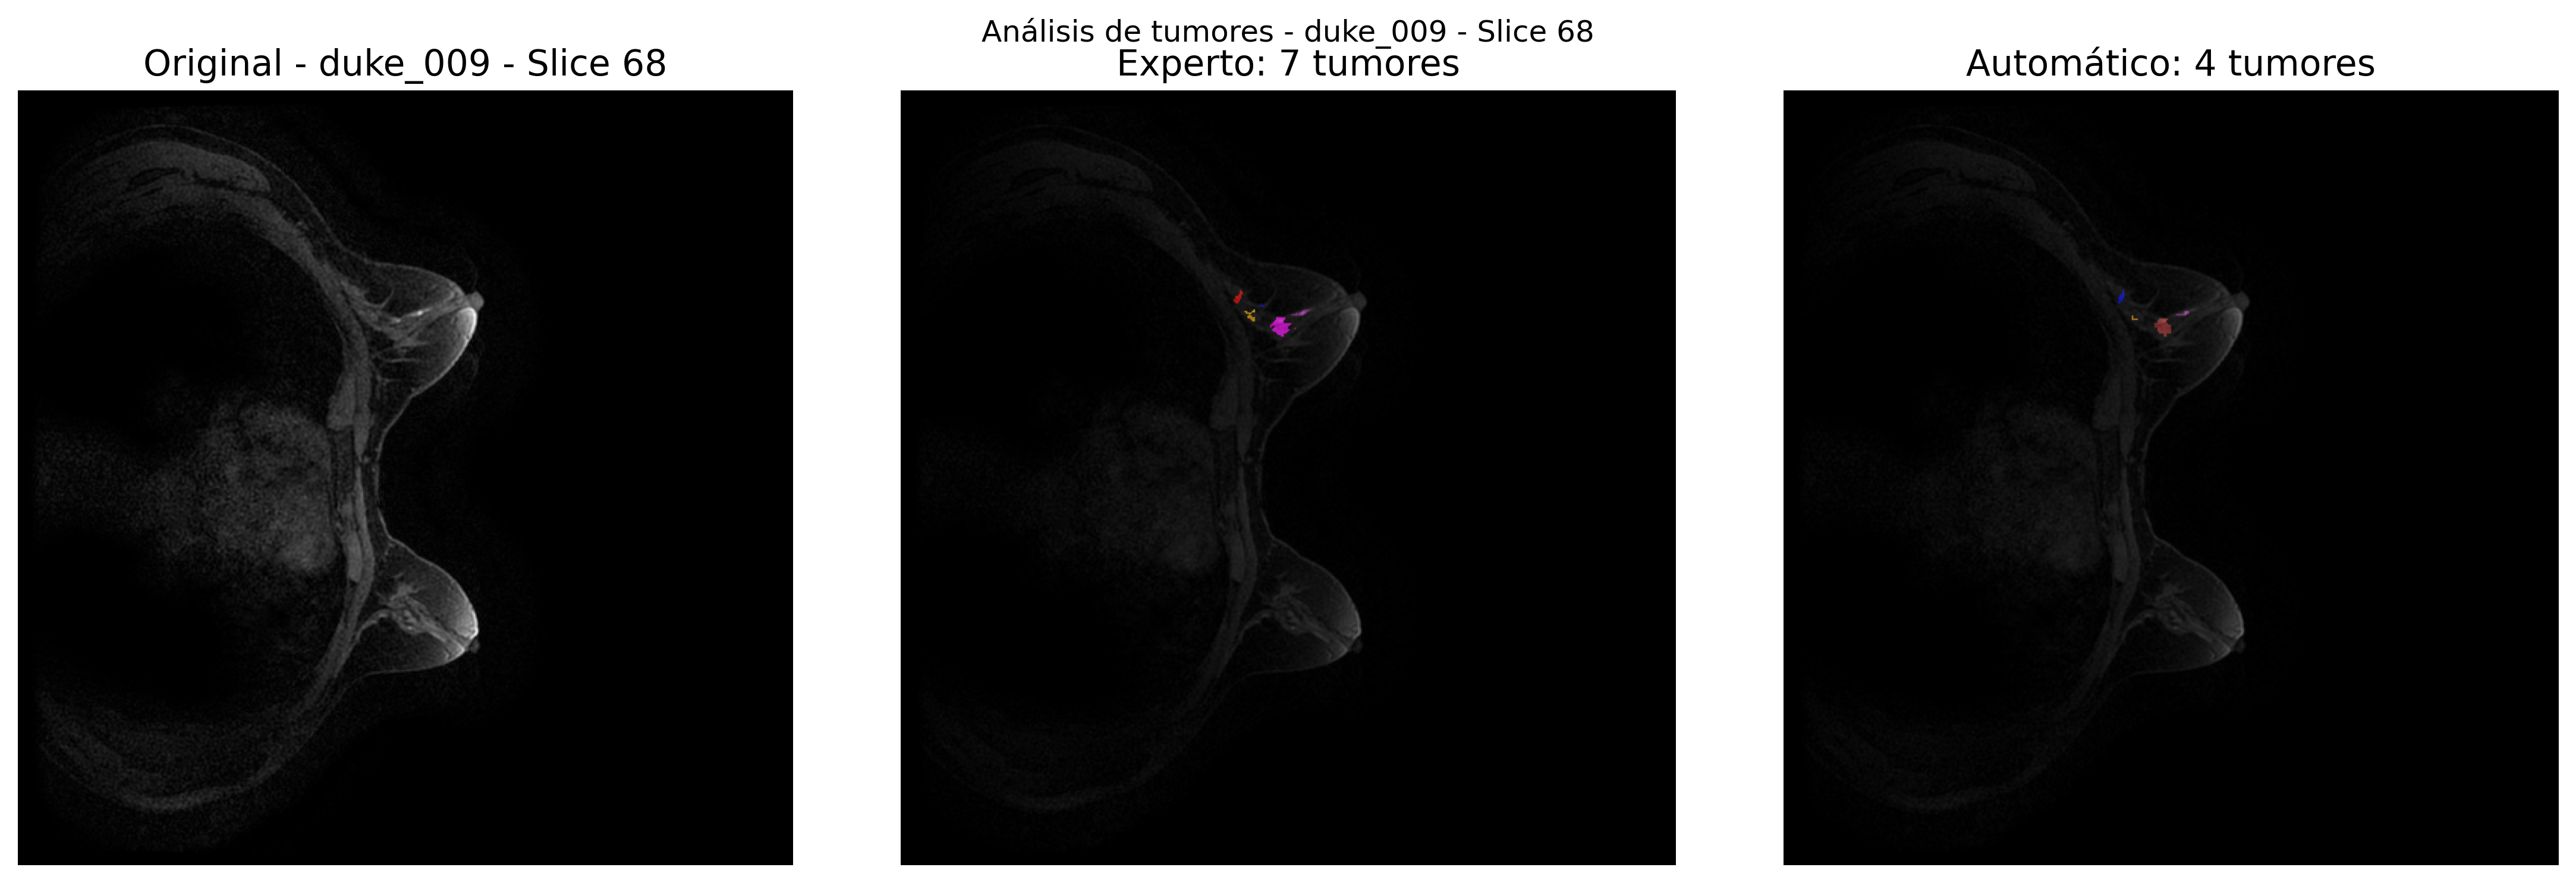 Análisis de tumores - duke_009 - Slice 68
Original - duke_009 - Slice 68
Experto: 7 tumores
Automático: 4 tumores